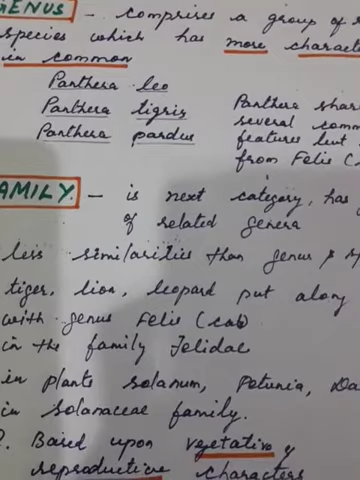 GENUS - comprises a group of
species which has more charact
in common
Panthera leo
Panthera tigris
Panthera pardus
Panthera shar
several comm
features but
from Felis (
FAMILY - is next category, has
of related genera
less similarities than genus &
tiger, lion, leopard put along
with genus Felis (cat)
in the family Felidae
in plants solanum, Petunia, Da
in Solanaceae family.
Based upon vegetative &
reproductive characters